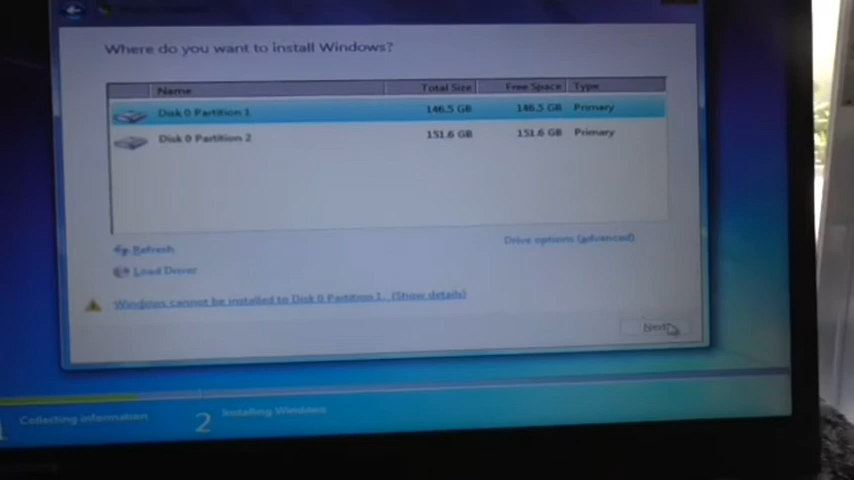 Where do you want to install Windows?
Name Total Size Free Space Type
Disk 0 Partition 1 146.5 GB 146.5 GB Primary
Disk 0 Partition 2 151.6 GB 151.6 GB Primary
Refresh Drive options (advanced)
Load Driver
Windows cannot be installed to Disk 0 Partition 1. (Show details)
Next
1 Collecting information 2 Installing Windows